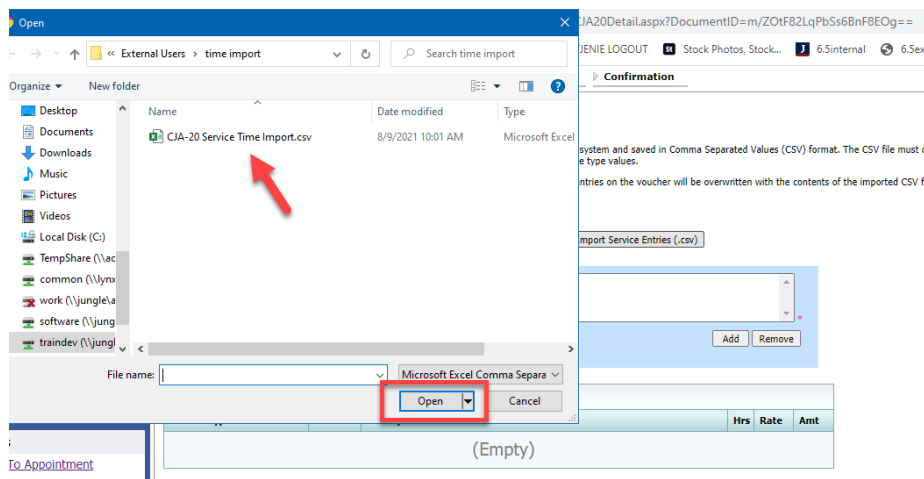 Open
CJA20Detail.aspx?DocumentID=m/ZOtF82LqPbSs6BnF8EOg==
« External Users › time import
Search time import
JENIE LOGOUT
St Stock Photos, Stock...
J 6.5internal
6.5ex
Organize
New folder
Confirmation
Desktop
Documents
Downloads
Music
Pictures
Videos
Local Disk (C:)
TempShare (\\ac
common (\\lynx
work (\\jungle\a
software (\\jung
traindev (\\jungl
Name Date modified Type
CJA-20 Service Time Import.csv 8/9/2021 10:01 AM Microsoft Excel
system and saved in Comma Separated Values (CSV) format. The CSV file must c
e type values.
entries on the voucher will be overwritten with the contents of the imported CSV f
mport Service Entries (.csv)
*
Add Remove
File name: Microsoft Excel Comma Separa
Open Cancel
Hrs Rate Amt
(Empty)
s
To Appointment